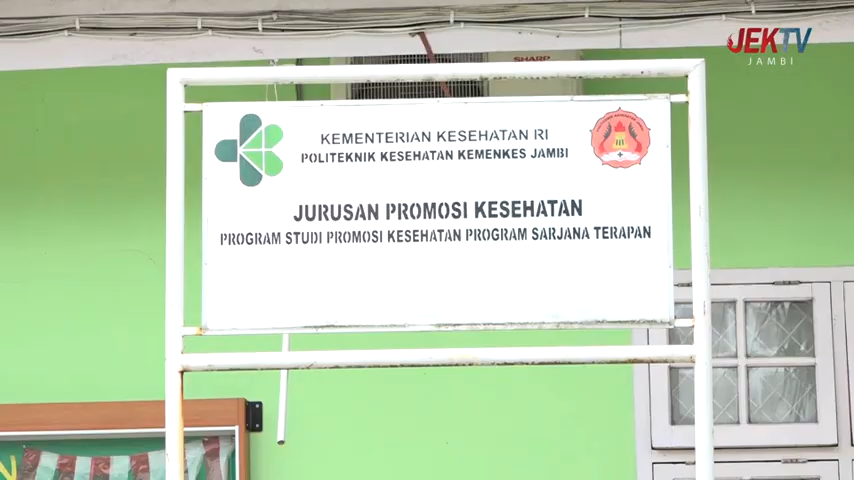 JEKTV
JAMBI
SHARP
KEMENTERIAN KESEHATAN RI
POLITEKNIK KESEHATAN KEMENKES JAMBI
JURUSAN PROMOSI KESEHATAN
PROGRAM STUDI PROMOSI KESEHATAN PROGRAM SARJANA TERAPAN